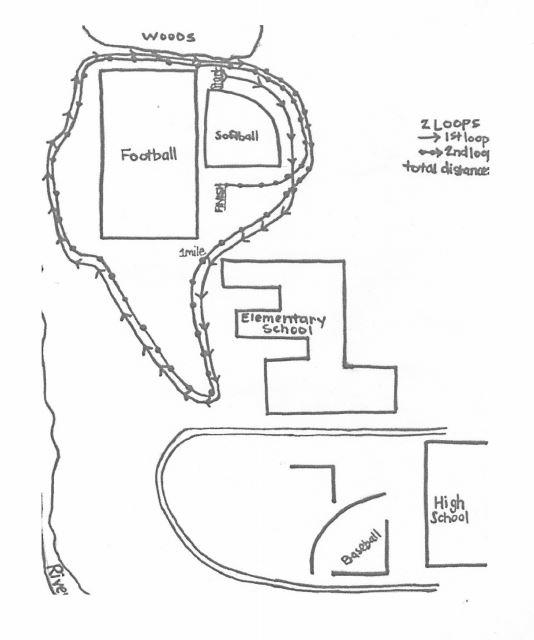 WOODS
Start
2 LOOPS
1st loop
2nd loop
total distance
Softball
Football
FINISH
1mile
Elementary
School
High
School
Baseball
River